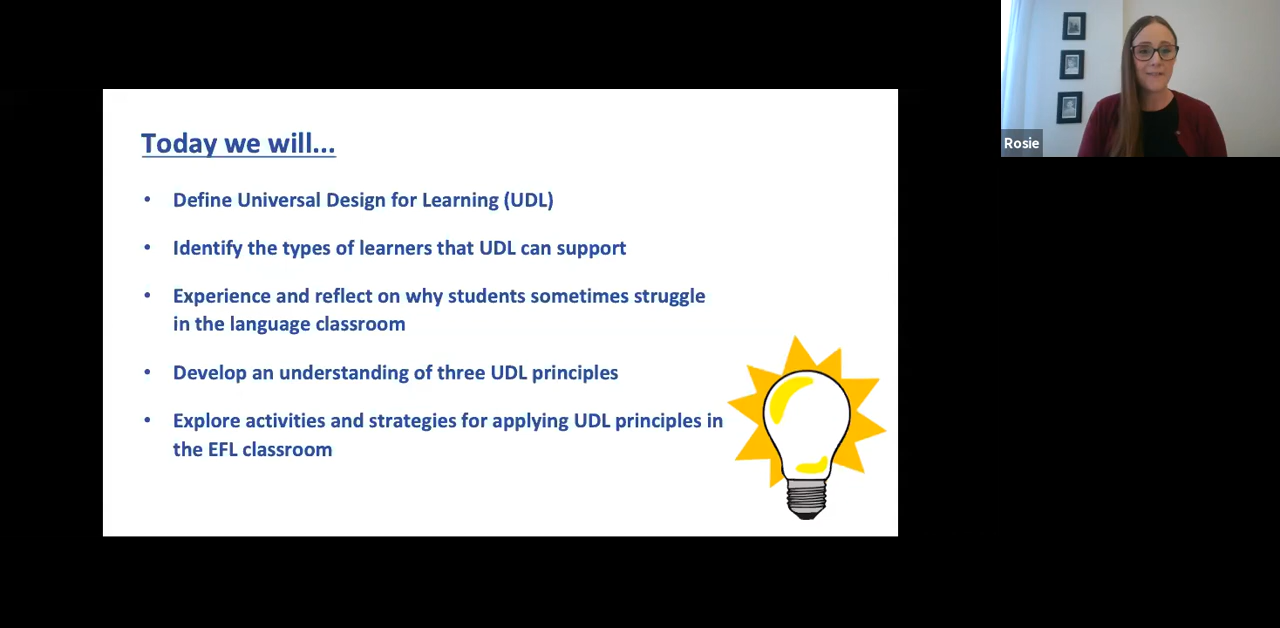 Today we will...
• Define Universal Design for Learning (UDL)
• Identify the types of learners that UDL can support
• Experience and reflect on why students sometimes struggle
in the language classroom
• Develop an understanding of three UDL principles
• Explore activities and strategies for applying UDL principles in
the EFL classroom
Rosie